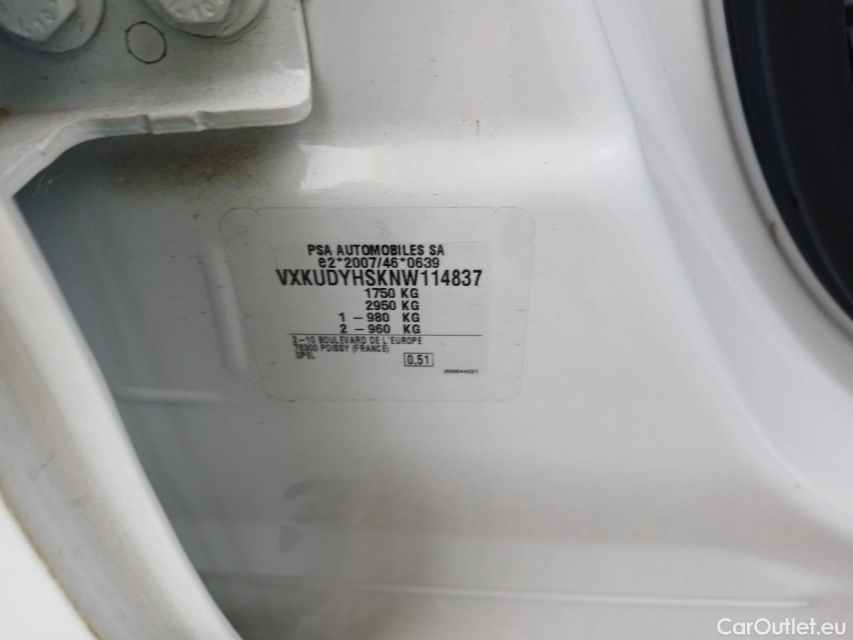 PSA AUTOMOBILES SA
e2*2007/46*0639
VXKUDYHSKNW114837
1750 KG
2950 KG
1 - 980 KG
2 - 960 KG
2-10 BOULEVARD DE L'EUROPE
78300 POISSY (FRANCE)
OPEL
0,51
CarOutlet.eu